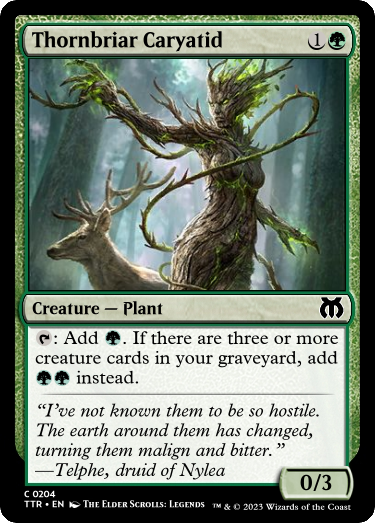 Thornbriar Caryatid 1
Creature — Plant
: Add . If there are three or more
creature cards in your graveyard, add
instead.
“I’ve not known them to be so hostile.
The earth around them has changed,
turning them malign and bitter.”
—Telphe, druid of Nylea
0/3
C 0204
TTR • EN THE ELDER SCROLLS: LEGENDS ™ & © 2023 Wizards of the Coast